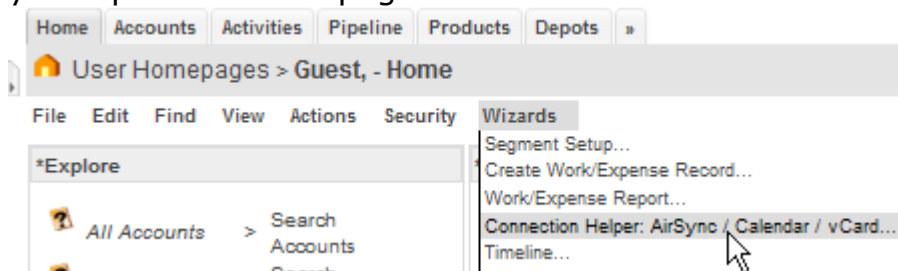 Home Accounts Activities Pipeline Products Depots »
User Homepages > Guest, - Home
File Edit Find View Actions Security Wizards
Segment Setup...
*Explore
Create Work/Expense Record...
Work/Expense Report...
All Accounts > Search Accounts
Connection Helper: AirSync / Calendar / vCard...
Timeline...